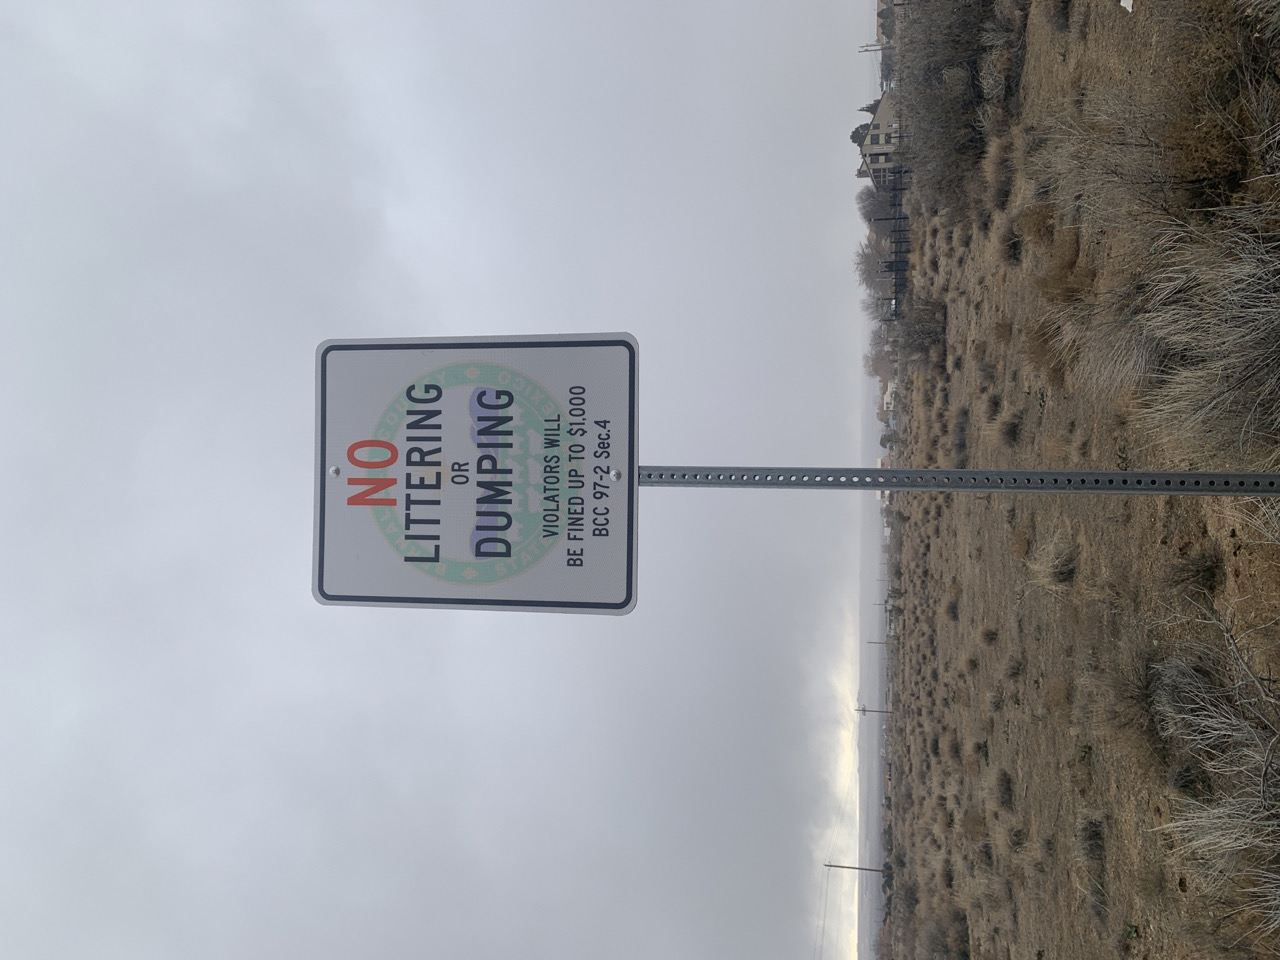 NO
LITTERING
OR
DUMPING
VIOLATORS WILL
BE FINED UP TO $1,000
BCC 97-2 Sec.4